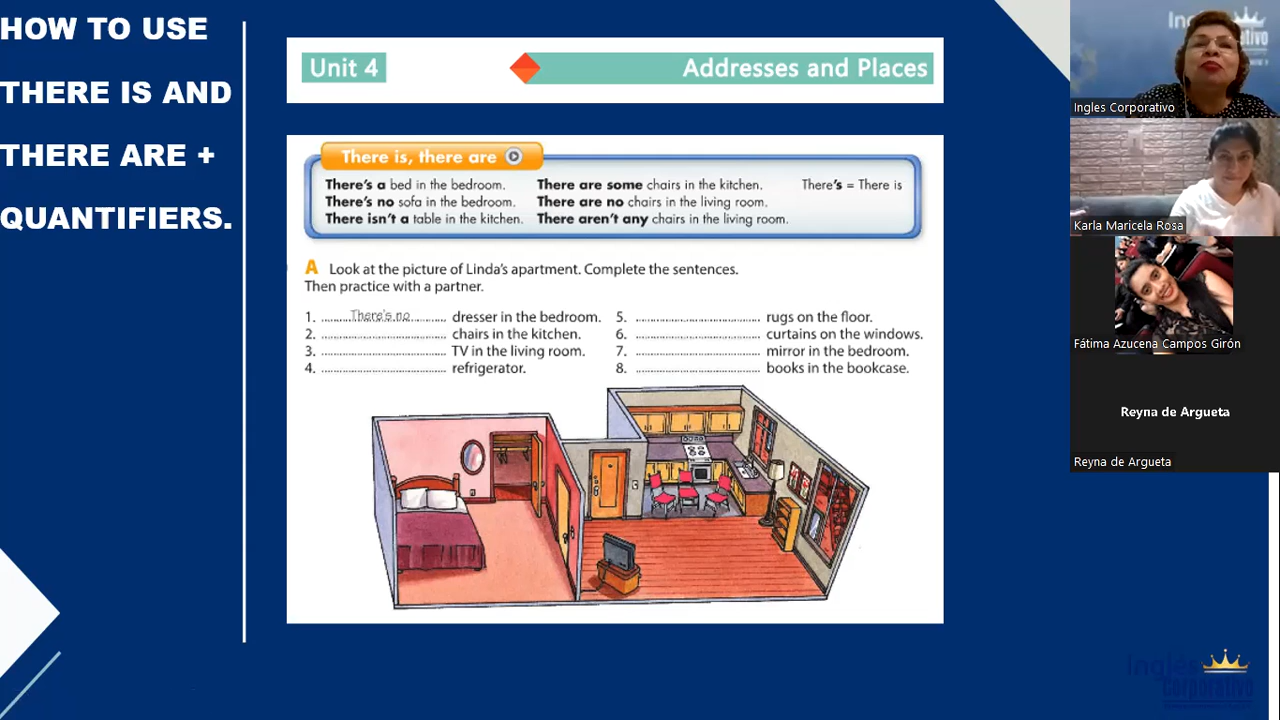 HOW TO USE
THERE IS AND
THERE ARE +
QUANTIFIERS.
Unit 4
Addresses and Places
There is, there are
There's a bed in the bedroom.
There's no sofa in the bedroom.
There isn't a table in the kitchen.
There are some chairs in the kitchen.
There are no chairs in the living room.
There aren't any chairs in the living room.
There's = There is
A Look at the picture of Linda's apartment. Complete the sentences.
Then practice with a partner.
1. There's no dresser in the bedroom.
2. chairs in the kitchen.
3. TV in the living room.
4. refrigerator.
5. rugs on the floor.
6. curtains on the windows.
7. mirror in the bedroom.
8. books in the bookcase.
Ingles Corporativo
Karla Maricela Rosa
Fátima Azucena Campos Girón
Reyna de Argueta
Reyna de Argueta
Inglés
Corporativo